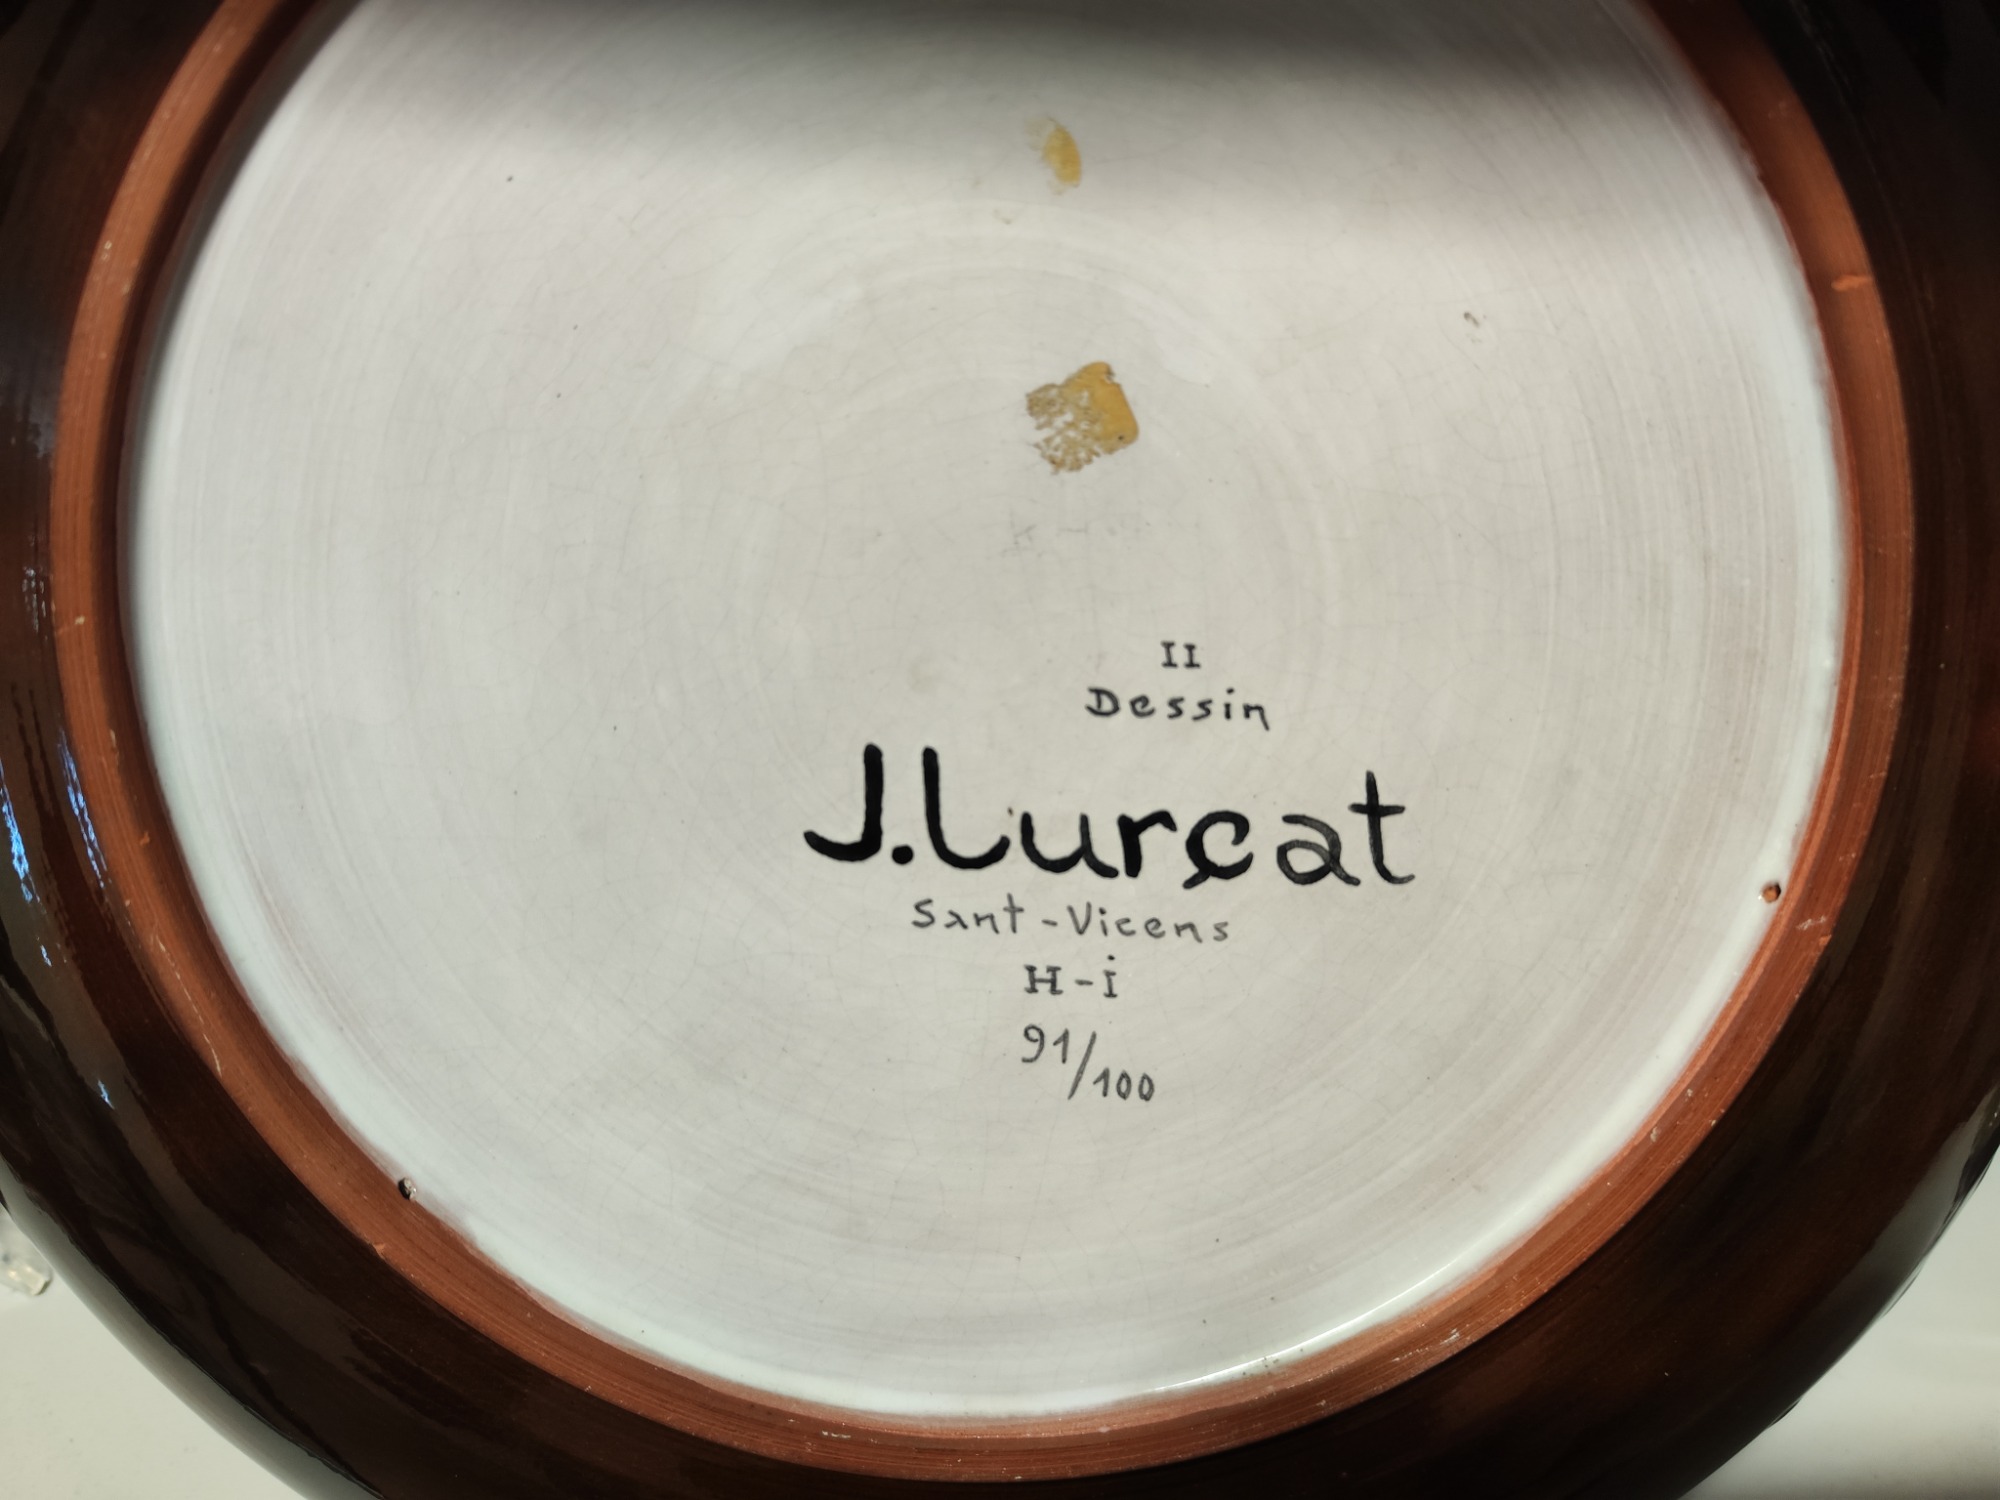 II
Dessin
J.Lurçat
Sant-Vicens
H-i
91/100